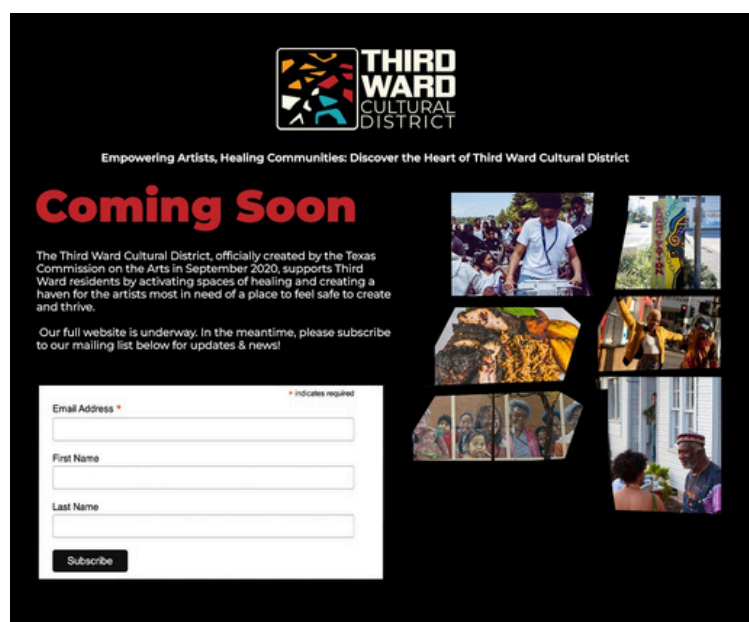 THIRD
WARD
CULTURAL
DISTRICT
Empowering Artists, Healing Communities: Discover the Heart of Third Ward Cultural District
Coming Soon
The Third Ward Cultural District, officially created by the Texas
Commission on the Arts in September 2020, supports Third
Ward residents by activating spaces of healing and creating a
haven for the artists most in need of a place to feel safe to create
and thrive.
Our full website is underway. In the meantime, please subscribe
to our mailing list below for updates & news!
* indicates required
Email Address *
First Name
Last Name
Subscribe